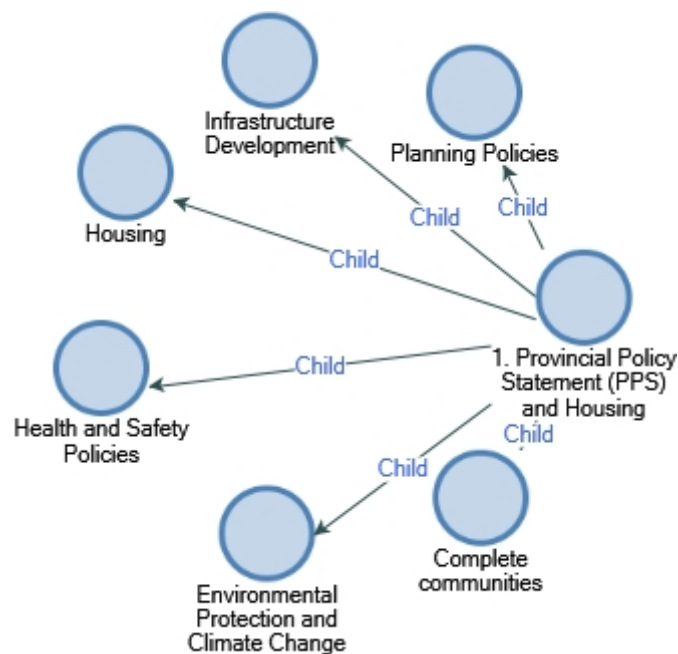 Infrastructure
Development
Planning Policies
Child
Child
Housing
Child
1. Provincial Policy
Statement (PPS)
and Housing
Child
Health and Safety
Policies
Child
Child
Complete
communities
Environmental
Protection and
Climate Change